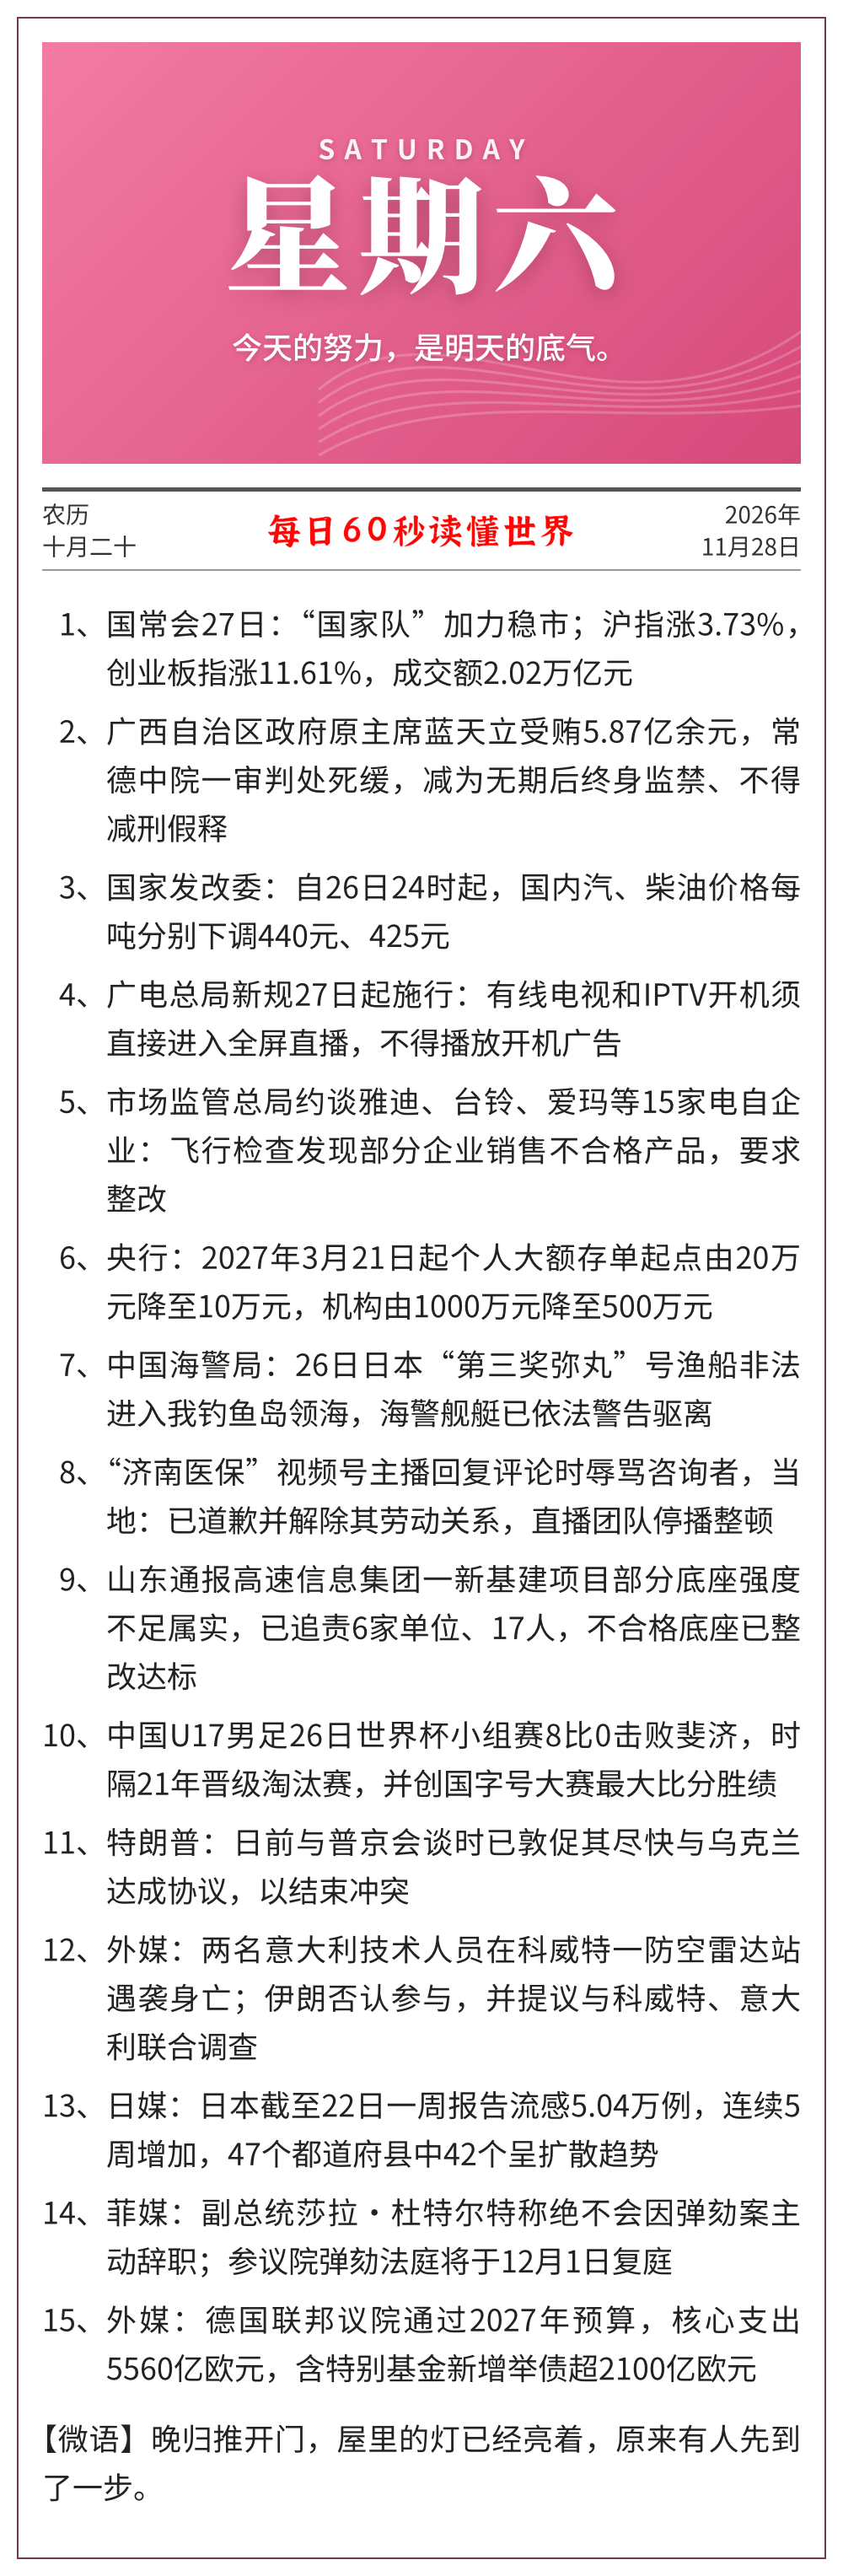 SATURDAY
星期六
今天的努力，是明天的底气。
农历
十月二十
每日60秒读懂世界
2026年
11月28日
1、国常会27日：“国家队”加力稳市；沪指涨3.73%，
创业板指涨11.61%，成交额2.02万亿元
2、广西自治区政府原主席蓝天立受贿5.87亿余元，常
德中院一审判处死缓，减为无期后终身监禁、不得
减刑假释
3、国家发改委：自26日24时起，国内汽、柴油价格每
吨分别下调440元、425元
4、广电总局新规27日起施行：有线电视和IPTV开机须
直接进入全屏直播，不得播放开机广告
5、市场监管总局约谈雅迪、台铃、爱玛等15家电自企
业：飞行检查发现部分企业销售不合格产品，要求
整改
6、央行：2027年3月21日起个人大额存单起点由20万
元降至10万元，机构由1000万元降至500万元
7、中国海警局：26日日本“第三奖弥丸”号渔船非法
进入我钓鱼岛领海，海警舰艇已依法警告驱离
8、“济南医保”视频号主播回复评论时辱骂咨询者，当
地：已道歉并解除其劳动关系，直播团队停播整顿
9、山东通报高速信息集团一新基建项目部分底座强度
不足属实，已追责6家单位、17人，不合格底座已整
改达标
10、中国U17男足26日世界杯小组赛8比0击败斐济，时
隔21年晋级淘汰赛，并创国字号大赛最大比分胜绩
11、特朗普：日前与普京会谈时已敦促其尽快与乌克兰
达成协议，以结束冲突
12、外媒：两名意大利技术人员在科威特一防空雷达站
遇袭身亡；伊朗否认参与，并提议与科威特、意大
利联合调查
13、日媒：日本截至22日一周报告流感5.04万例，连续5
周增加，47个都道府县中42个呈扩散趋势
14、菲媒：副总统莎拉·杜特尔特称绝不会因弹劾案主
动辞职；参议院弹劾法庭将于12月1日复庭
15、外媒：德国联邦议院通过2027年预算，核心支出
5560亿欧元，含特别基金新增举债超2100亿欧元
【微语】晚归推开门，屋里的灯已经亮着，原来有人先到
了一步。